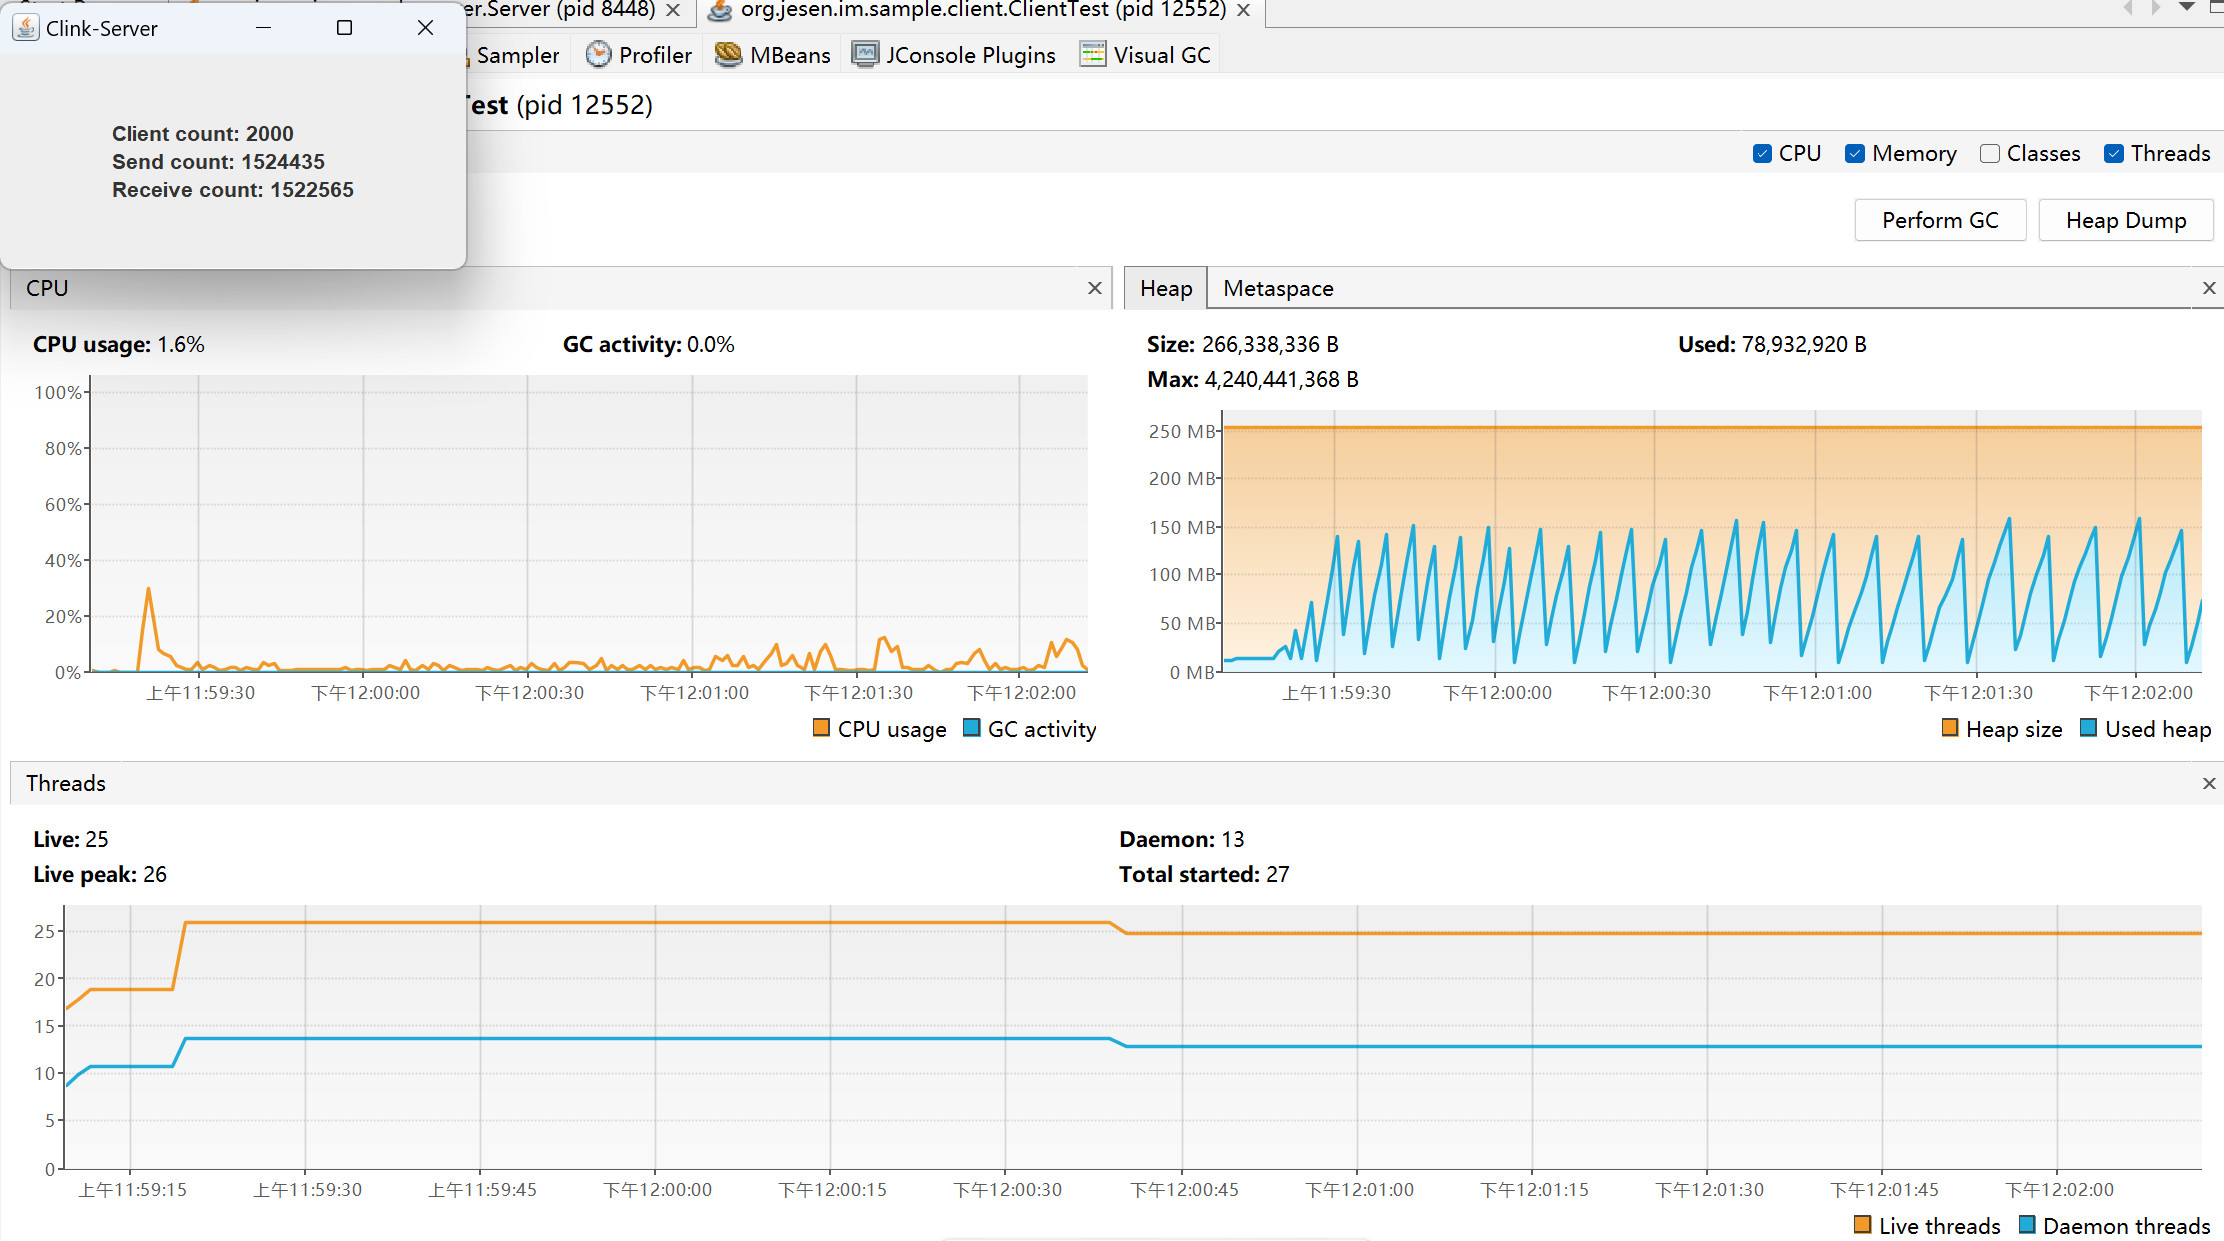 er.Server (pid 8448)
org.jesen.im.sample.client.ClientTest (pid 12552)
Clink-Server
Sampler
Profiler
MBeans
JConsole Plugins
Visual GC
Test (pid 12552)
Client count: 2000
Send count: 1524435
Receive count: 1522565
CPU
Memory
Classes
Threads
Perform GC
Heap Dump
CPU
Heap
Metaspace
CPU usage: 1.6%
GC activity: 0.0%
Size: 266,338,336 B
Used: 78,932,920 B
Max: 4,240,441,368 B
100%
80%
60%
40%
20%
0%
上午11:59:30
下午12:00:00
下午12:00:30
下午12:01:00
下午12:01:30
下午12:02:00
CPU usage
GC activity
250 MB
200 MB
150 MB
100 MB
50 MB
0 MB
上午11:59:30
下午12:00:00
下午12:00:30
下午12:01:00
下午12:01:30
下午12:02:00
Heap size
Used heap
Threads
Live: 25
Daemon: 13
Live peak: 26
Total started: 27
25
20
15
10
5
0
上午11:59:15
上午11:59:30
上午11:59:45
下午12:00:00
下午12:00:15
下午12:00:30
下午12:00:45
下午12:01:00
下午12:01:15
下午12:01:30
下午12:01:45
下午12:02:00
Live threads
Daemon threads